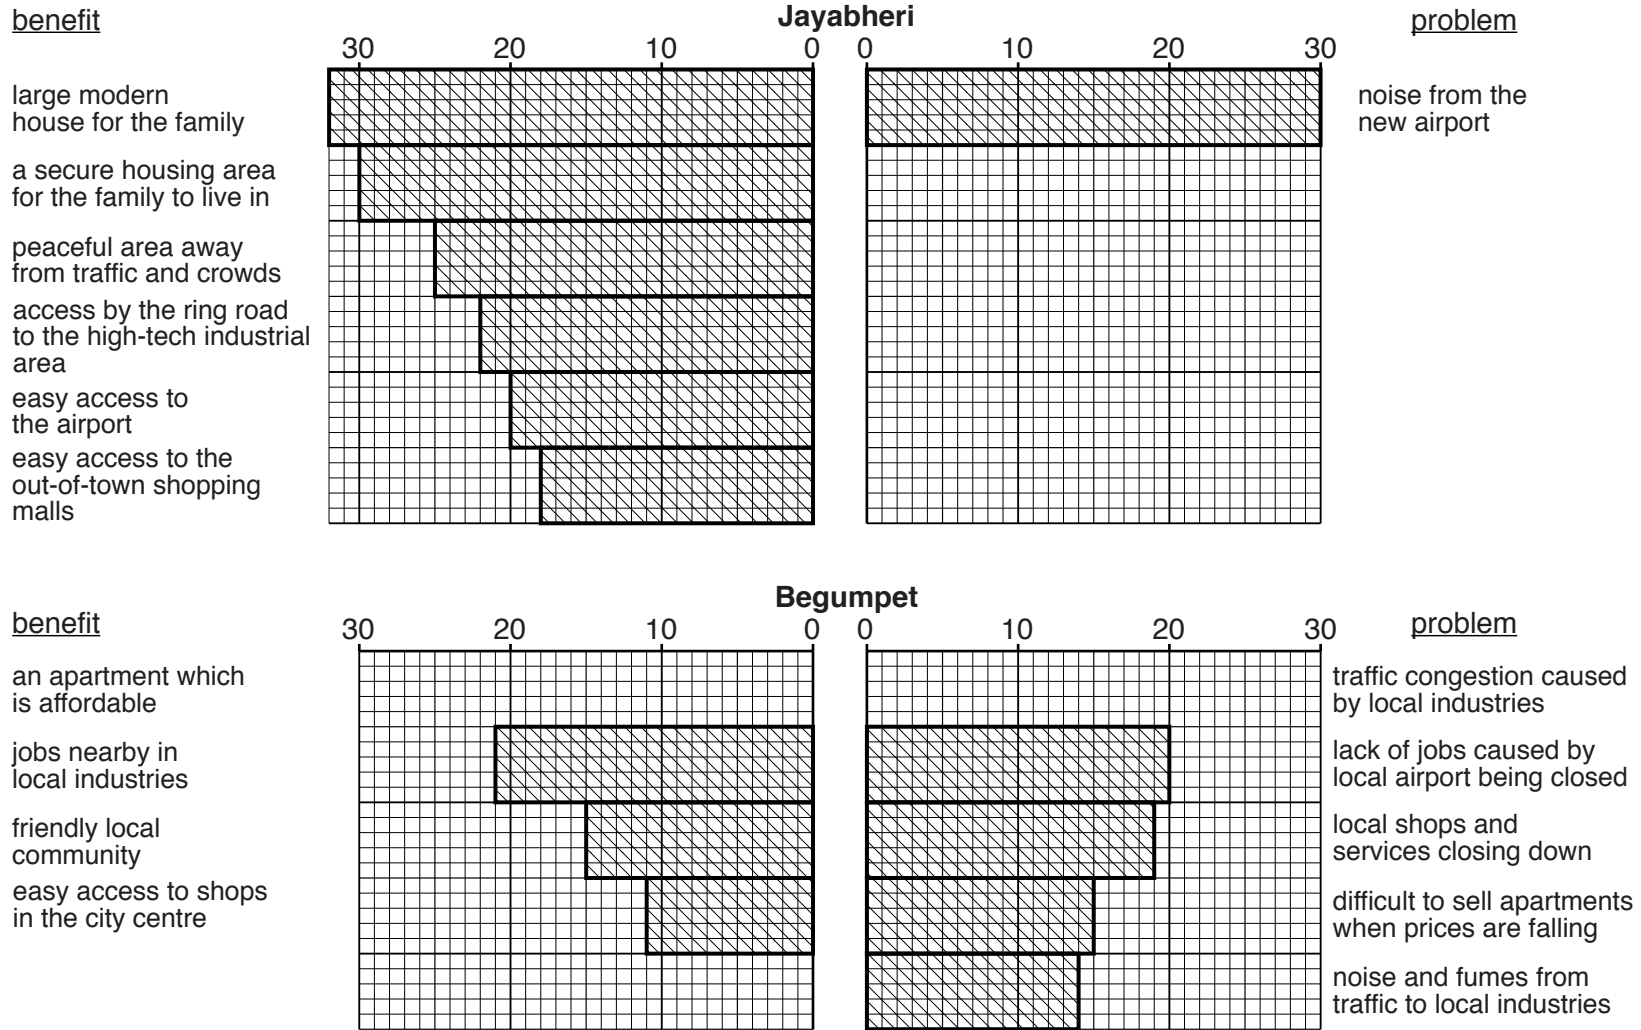 benefit
Jayabheri
problem
30 20 10 0 0 10 20 30
large modern
house for the family
noise from the
new airport
a secure housing area
for the family to live in
peaceful area away
from traffic and crowds
access by the ring road
to the high-tech industrial
area
easy access to
the airport
easy access to the
out-of-town shopping
malls
Begumpet
benefit
problem
30 20 10 0 0 10 20 30
an apartment which
is affordable
traffic congestion caused
by local industries
jobs nearby in
local industries
lack of jobs caused by
local airport being closed
friendly local
community
local shops and
services closing down
easy access to shops
in the city centre
difficult to sell apartments
when prices are falling
noise and fumes from
traffic to local industries